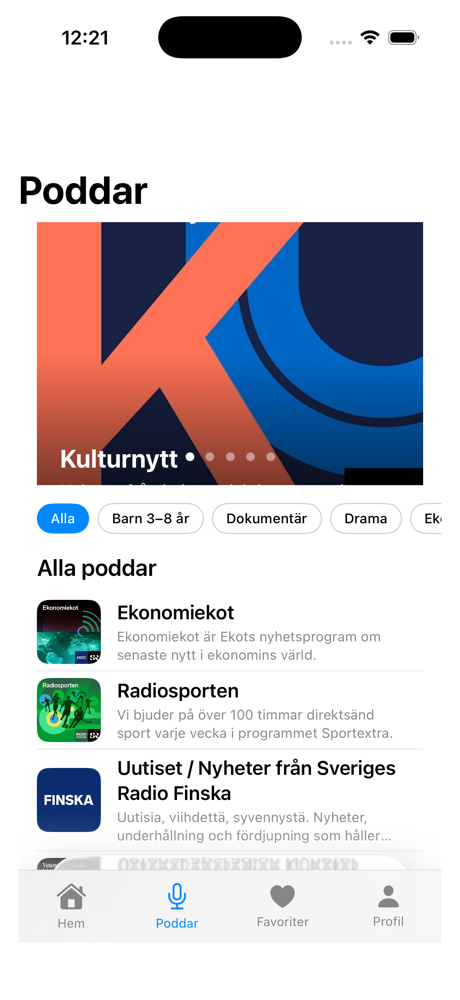 12:21
Poddar
Kulturnytt
Alla
Barn 3–8 år
Dokumentär
Drama
Alla poddar
Ekonomiekot
Ekonomiekot
Ekonomiekot är Ekots nyhetsprogram om
senaste nytt i ekonomins värld.
Radiosporten
Radiosporten
Vi bjuder på över 100 timmar direktsänd
sport varje vecka i programmet Sportextra.
FINSKA
Uutiset / Nyheter från Sveriges
Radio Finska
Uutisia, viihdettä, syvennystä. Nyheter,
underhållning och fördjupning som håller...
Hem
Poddar
Favoriter
Profil